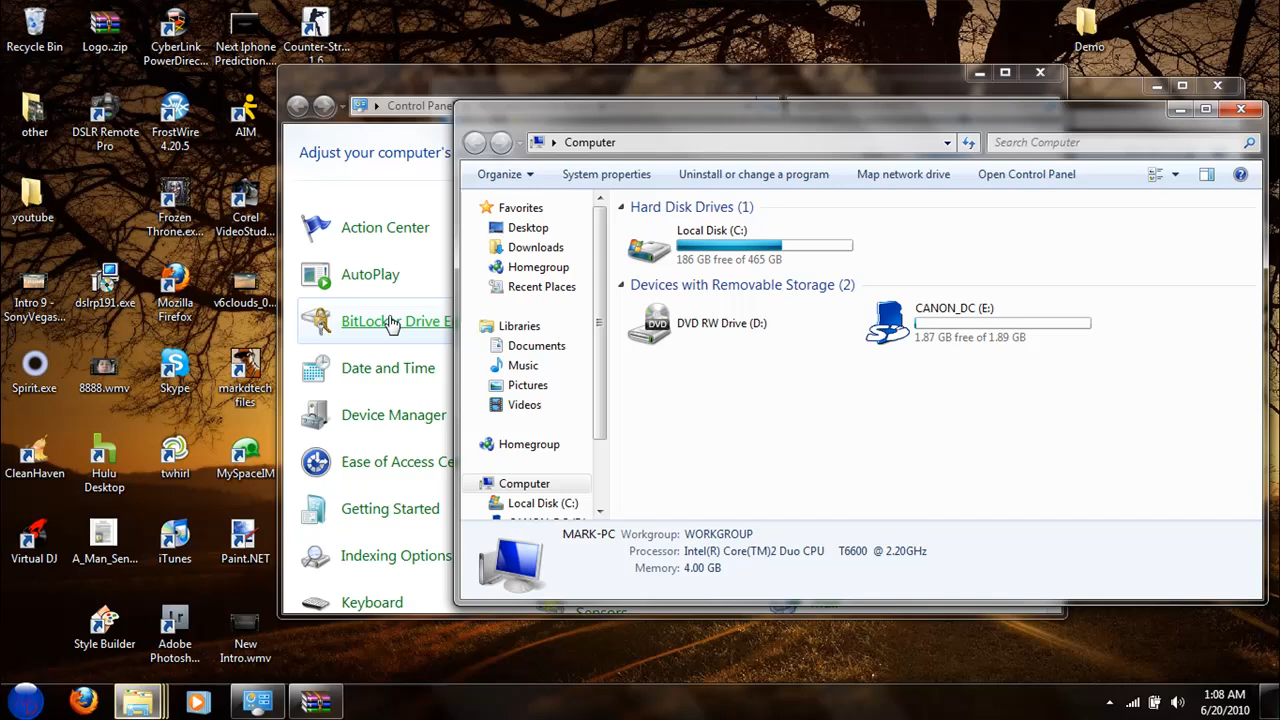 Recycle Bin
Logo..zip
CyberLink
PowerDirec...
Next Iphone
Prediction....
Counter-Str...
1.6
Demo
other
DSLR Remote
Pro
FrostWire
4.20.5
AIM
youtube
Frozen
Throne.ex...
Corel
VideoStud...
Intro 9 -
SonyVegas...
dslrp191.exe
Mozilla
Firefox
v6clouds_0...
Spirit.exe
8888.wmv
Skype
markdtech
files
CleanHaven
Hulu
Desktop
twhirl
MySpaceIM
Virtual DJ
A_Man_Sen...
iTunes
Paint.NET
Style Builder
Adobe
Photosh...
New
Intro.wmv
Control Pane
Adjust your computer's
Action Center
AutoPlay
BitLocker Drive E
Date and Time
Device Manager
Ease of Access Ce
Getting Started
Indexing Options
Keyboard
Sensors
Computer
Search Computer
Organize
System properties
Uninstall or change a program
Map network drive
Open Control Panel
Favorites
Desktop
Downloads
Homegroup
Recent Places
Libraries
Documents
Music
Pictures
Videos
Homegroup
Computer
Local Disk (C:)
Hard Disk Drives (1)
Local Disk (C:)
186 GB free of 465 GB
Devices with Removable Storage (2)
DVD
DVD RW Drive (D:)
CANON_DC (E:)
1.87 GB free of 1.89 GB
MARK-PC Workgroup: WORKGROUP
Processor: Intel(R) Core(TM)2 Duo CPU T6600 @ 2.20GHz
Memory: 4.00 GB
1:08 AM
6/20/2010